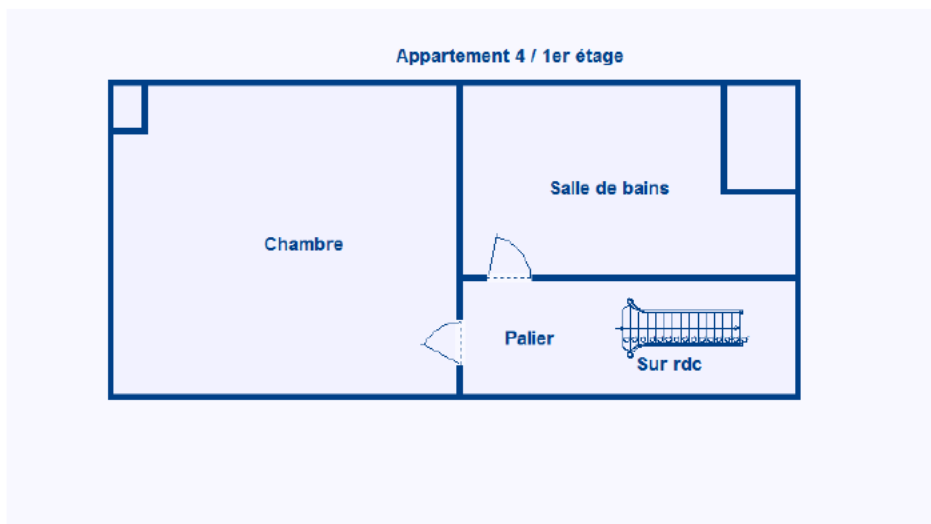 Appartement 4 / 1er étage
Salle de bains
Chambre
Palier
Sur rdc